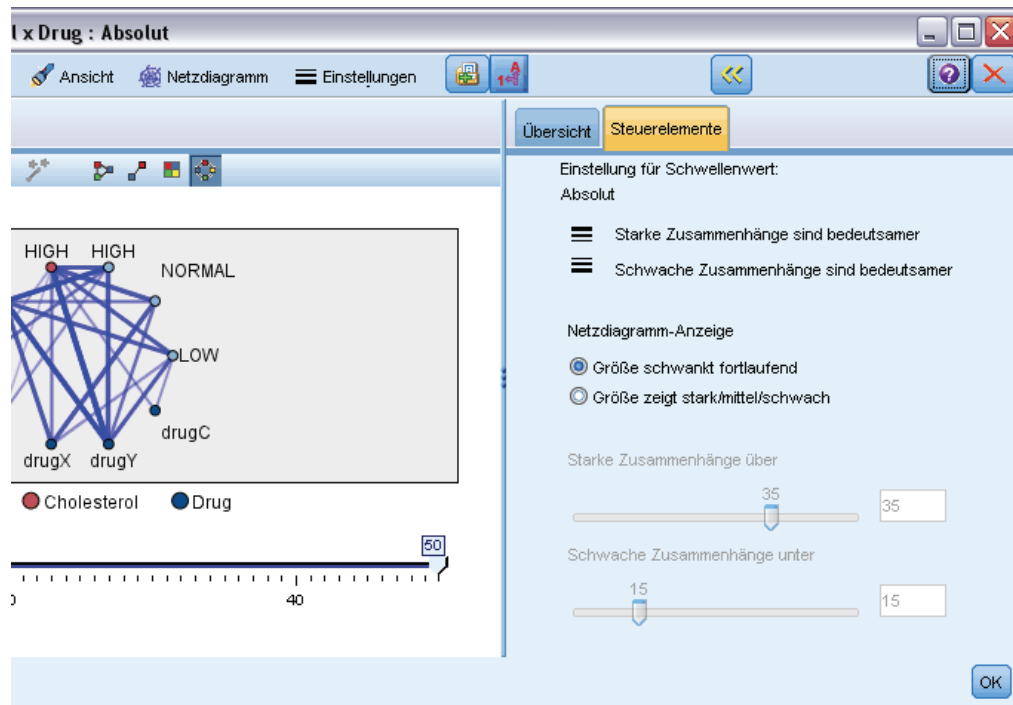 l x Drug : Absolut
Ansicht Netzdiagramm Einstellungen
Übersicht Steuerelemente
Einstellung für Schwellenwert:
Absolut
Starke Zusammenhänge sind bedeutsamer
Schwache Zusammenhänge sind bedeutsamer
HIGH HIGH
NORMAL
LOW
drugC
drugX drugY
Cholesterol Drug
50
40
Netzdiagramm-Anzeige
Größe schwankt fortlaufend
Größe zeigt stark/mittel/schwach
Starke Zusammenhänge über
35 35
Schwache Zusammenhänge unter
15 15
OK